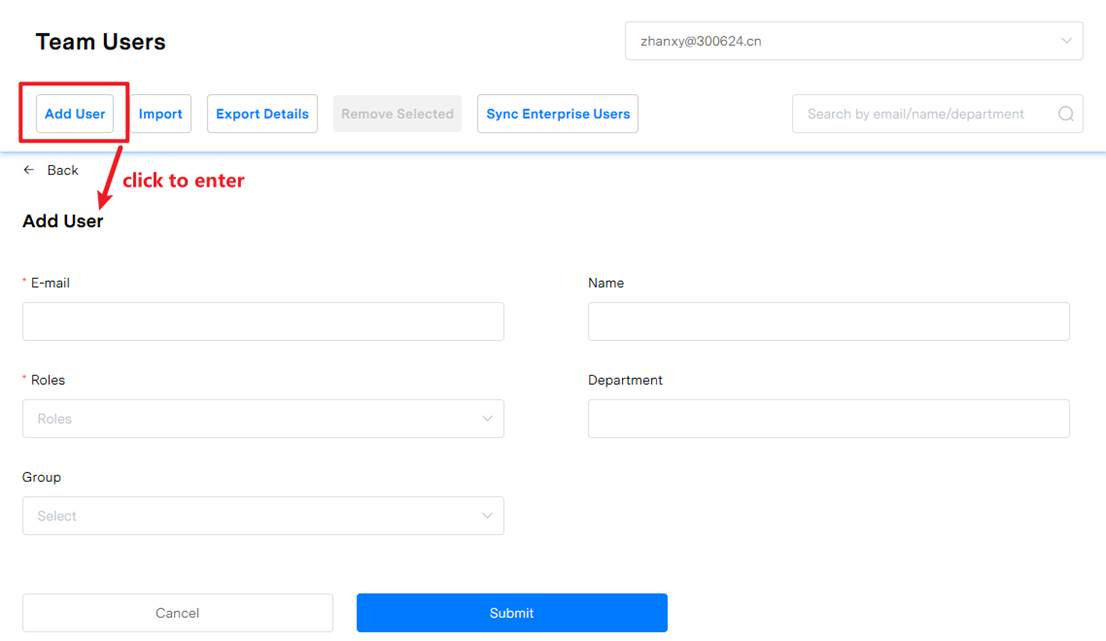 Team Users
zhanxy@300624.cn
Add User
Import
Export Details
Remove Selected
Sync Enterprise Users
Search by email/name/department
← Back
click to enter
Add User
* E-mail
Name
* Roles
Department
Roles
Group
Select
Cancel
Submit